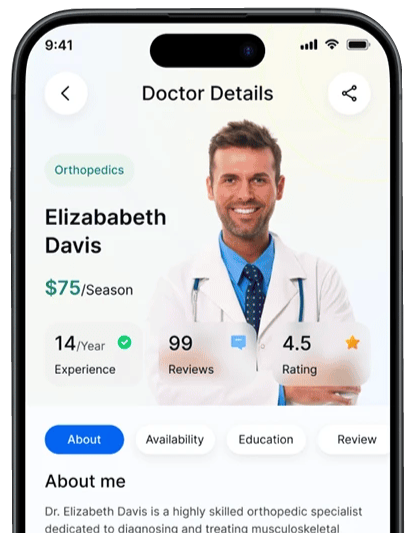 9:41
Doctor Details
Orthopedics
Elizababeth
Davis
$75/Season
14/Year
Experience
99
Reviews
4.5
Rating
About
Availability
Education
Review
About me
Dr. Elizabeth Davis is a highly skilled orthopedic specialist
dedicated to diagnosing and treating musculoskeletal